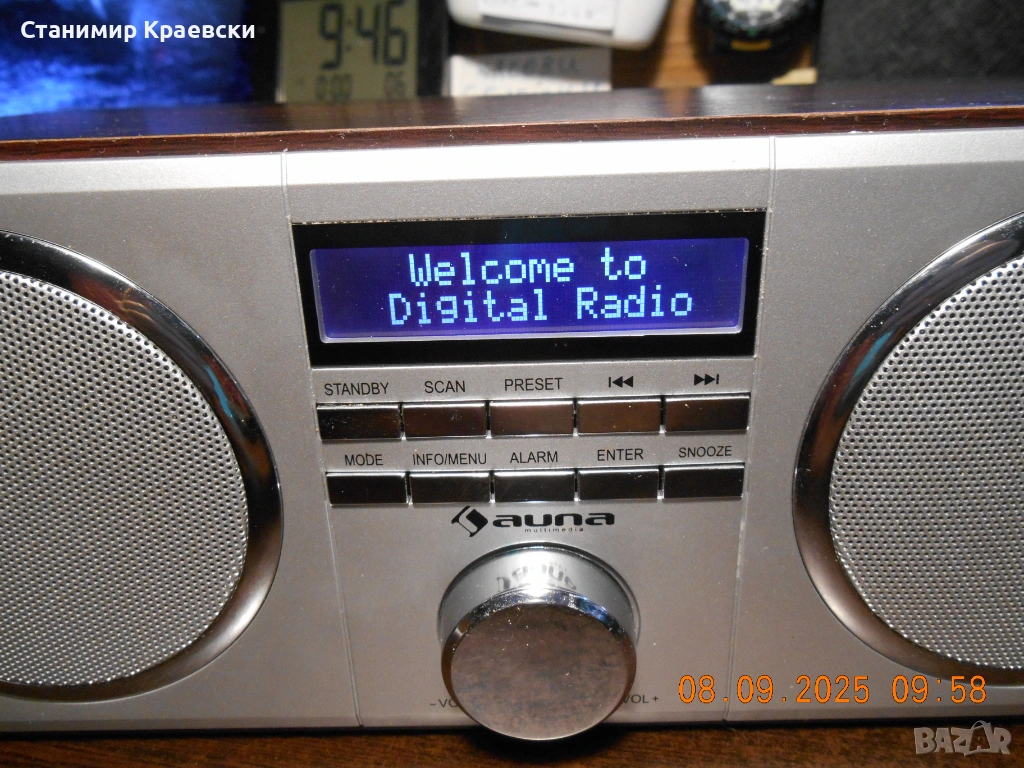 Станимир Краевски
9:46
Welcome to
Digital Radio
STANDBY SCAN PRESET
MODE INFO/MENU ALARM ENTER SNOOZE
auna
multimedia
VOL+
08.09.2025 09:58
BAZAR